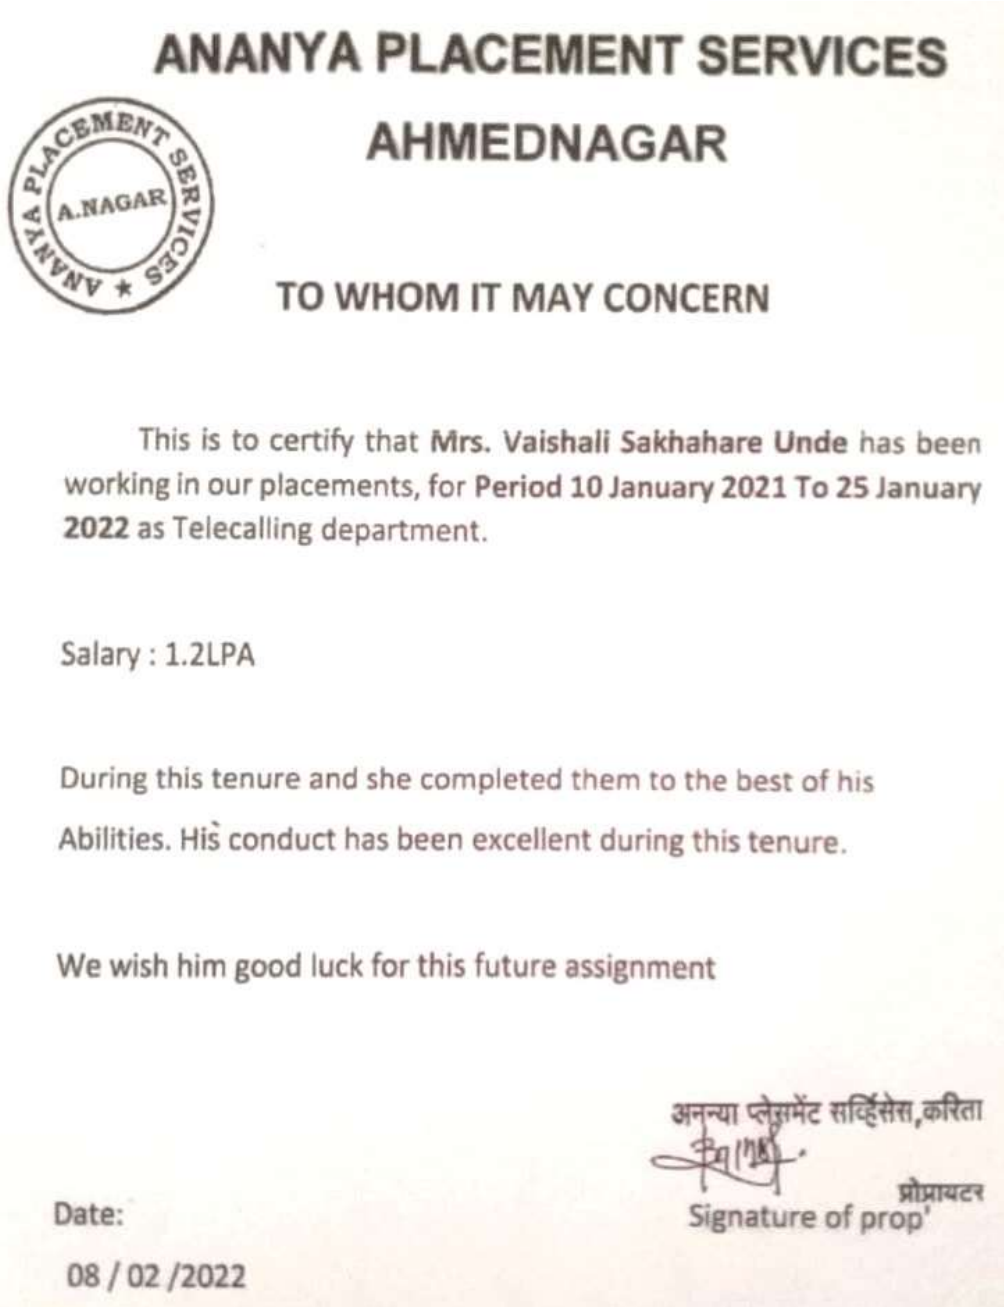 ANANYA PLACEMENT SERVICES
AHMEDNAGAR
ANANYA PLACEMENT SERVICES ★
A.NAGAR
TO WHOM IT MAY CONCERN
This is to certify that Mrs. Vaishali Sakhahare Unde has been
working in our placements, for Period 10 January 2021 To 25 January
2022 as Telecalling department.
Salary : 1.2LPA
During this tenure and she completed them to the best of his
Abilities. His conduct has been excellent during this tenure.
We wish him good luck for this future assignment
अनन्या प्लेसमेंट सर्व्हिसेस,करिता
प्रोप्रायटर
Signature of prop'
Date:
08 / 02 /2022